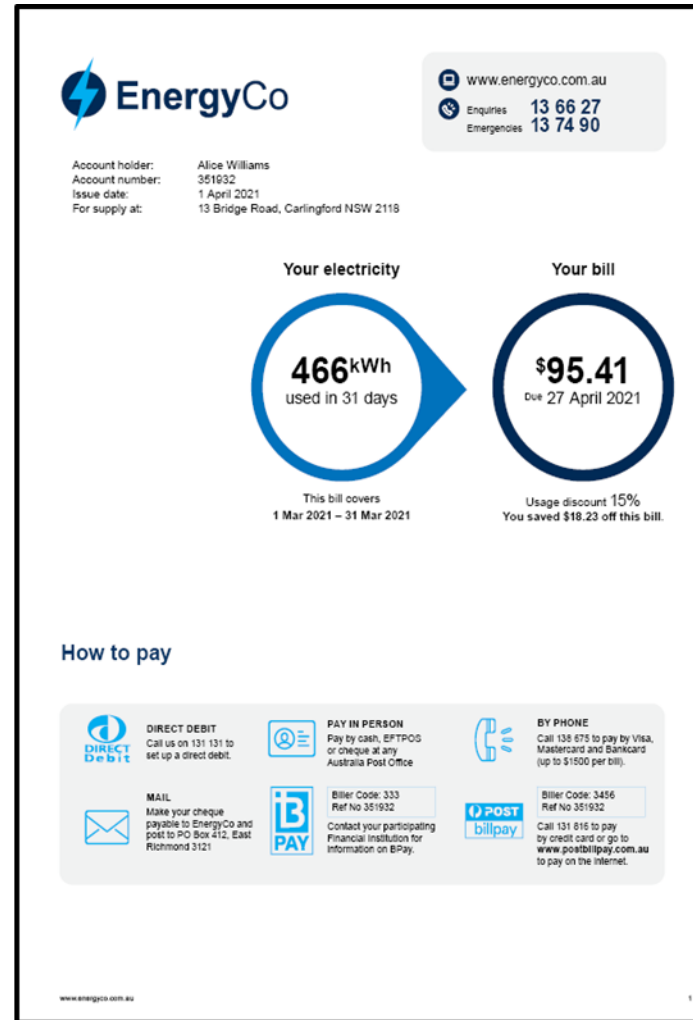 EnergyCo
www.energyco.com.au
Enquiries 13 66 27
Emergencies 13 74 90
Account holder: Alice Williams
Account number: 351932
Issue date: 1 April 2021
For supply at: 13 Bridge Road, Carlingford NSW 2118
Your electricity
466kWh
used in 31 days
This bill covers
1 Mar 2021 – 31 Mar 2021
Your bill
$95.41
Due 27 April 2021
Usage discount 15%
You saved $18.23 off this bill.
How to pay
DIRECT
Debit
DIRECT DEBIT
Call us on 131 131 to
set up a direct debit.
PAY IN PERSON
Pay by cash, EFTPOS
or cheque at any
Australia Post Office
BY PHONE
Call 136 675 to pay by Visa,
Mastercard and Bankcard
(up to $1500 per bill).
MAIL
Make your cheque
payable to EnergyCo and
post to PO Box 412, East
Richmond 3121
B
PAY
Biller Code: 333
Ref No 351932
Contact your participating
Financial Institution for
Information on BPay.
POST
billpay
Biller Code: 3456
Ref No 351932
Call 131 816 to pay
by credit card or go to
www.postbillpay.com.au
to pay on the Internet.
www.energyco.com.au
1